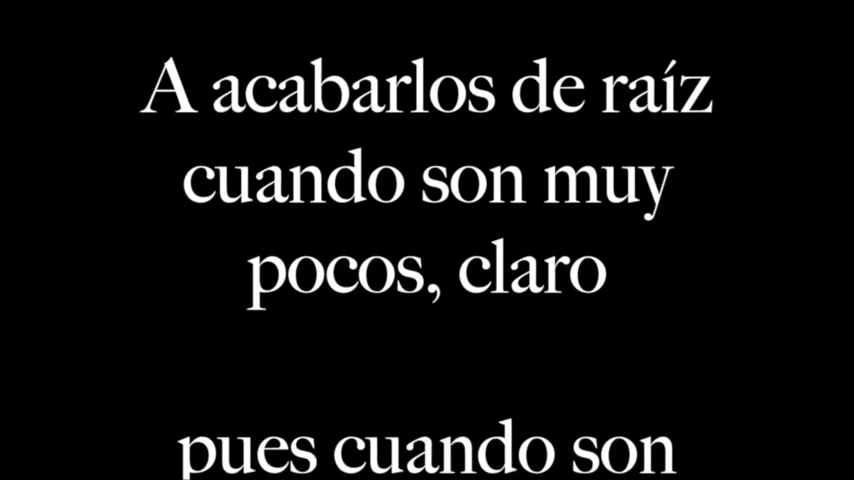 A acabarlos de raíz
cuando son muy
pocos, claro
pues cuando son